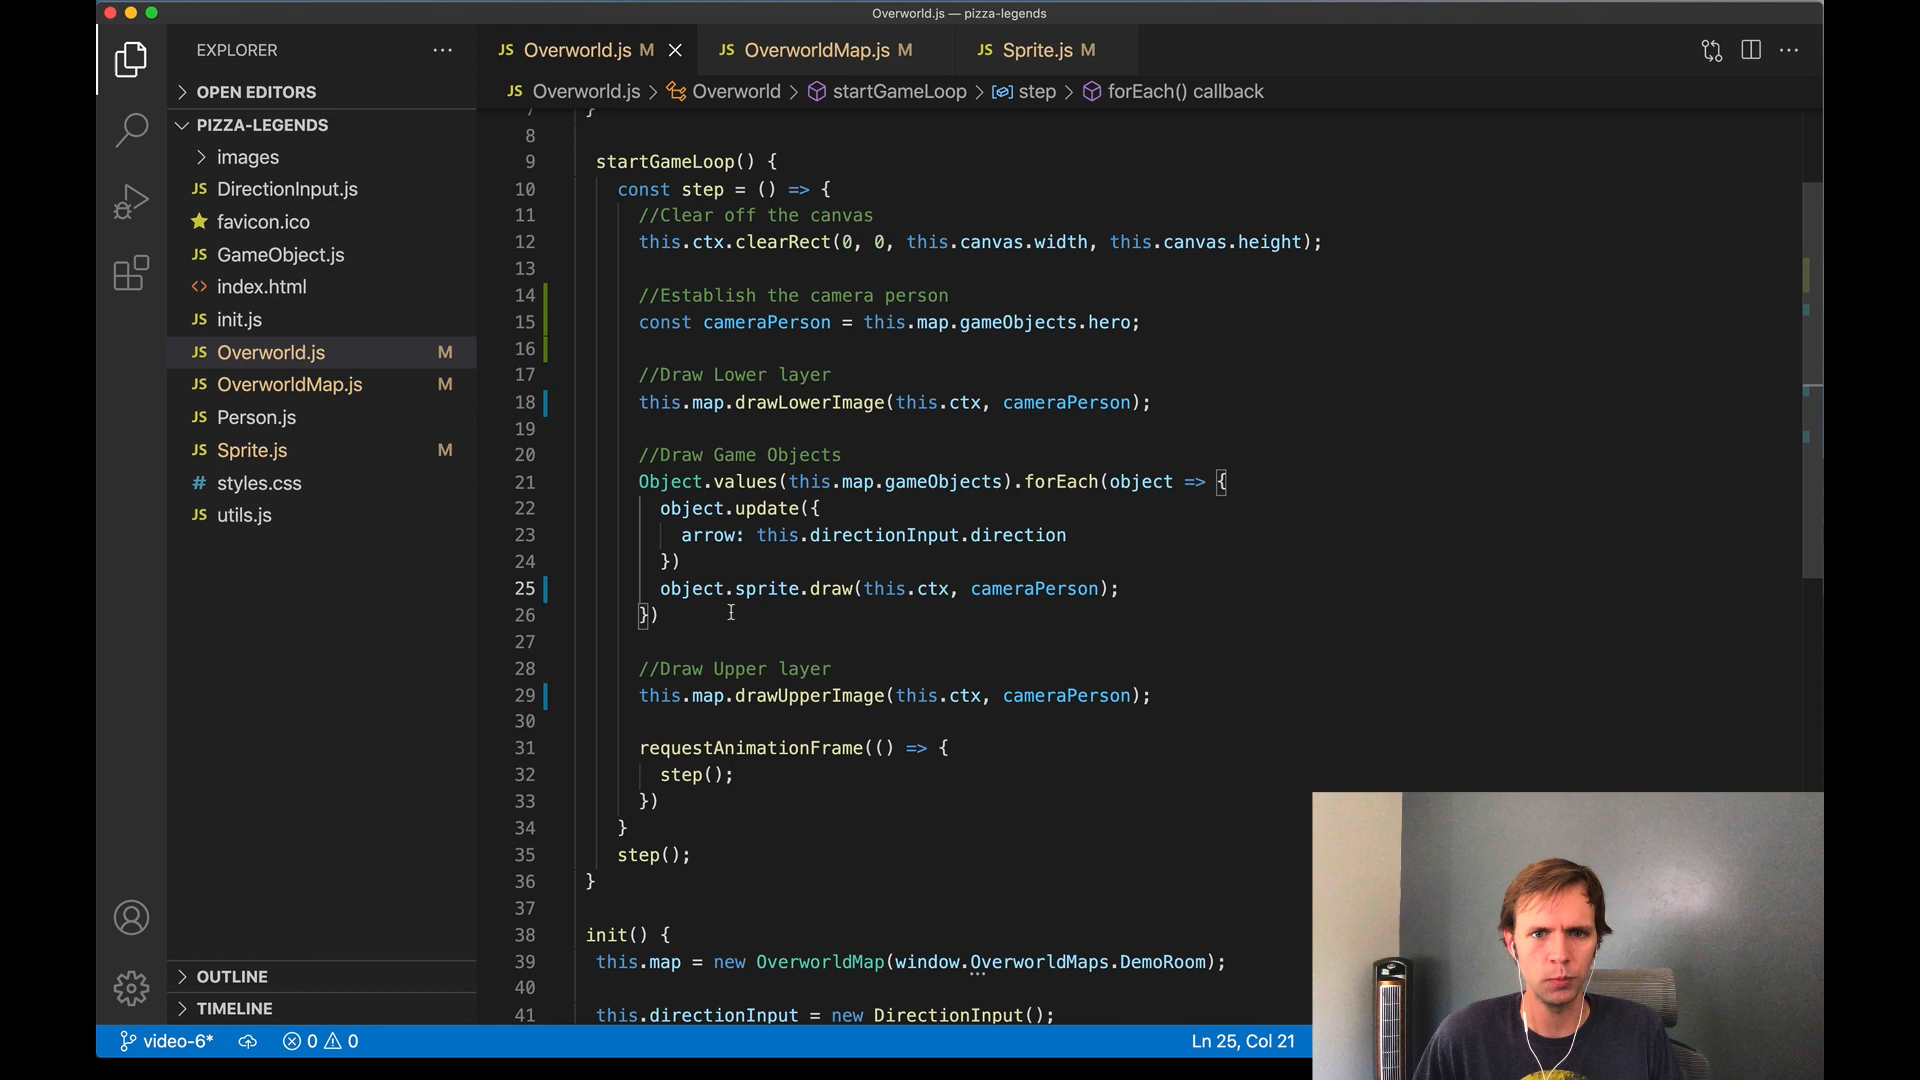 Overworld.js — pizza-legends
EXPLORER
OPEN EDITORS
PIZZA-LEGENDS
images
JS DirectionInput.js
favicon.ico
JS GameObject.js
<> index.html
JS init.js
JS Overworld.js M
JS OverworldMap.js M
JS Person.js
JS Sprite.js M
# styles.css
JS utils.js
OUTLINE
TIMELINE
JS Overworld.js M
JS OverworldMap.js M
JS Sprite.js M
JS Overworld.js > Overworld > startGameLoop > step > forEach() callback
7 }
8
9 startGameLoop() {
10 const step = () => {
11 //Clear off the canvas
12 this.ctx.clearRect(0, 0, this.canvas.width, this.canvas.height);
13
14 //Establish the camera person
15 const cameraPerson = this.map.gameObjects.hero;
16
17 //Draw Lower layer
18 this.map.drawLowerImage(this.ctx, cameraPerson);
19
20 //Draw Game Objects
21 Object.values(this.map.gameObjects).forEach(object => {
22 object.update({
23 arrow: this.directionInput.direction
24 })
25 object.sprite.draw(this.ctx, cameraPerson);
26 })
27
28 //Draw Upper layer
29 this.map.drawUpperImage(this.ctx, cameraPerson);
30
31 requestAnimationFrame(() => {
32 step();
33 })
34 }
35 step();
36 }
37
38 init() {
39 this.map = new OverworldMap(window.OverworldMaps.DemoRoom);
40
41 this.directionInput = new DirectionInput();
video-6* 0 0
Ln 25, Col 21